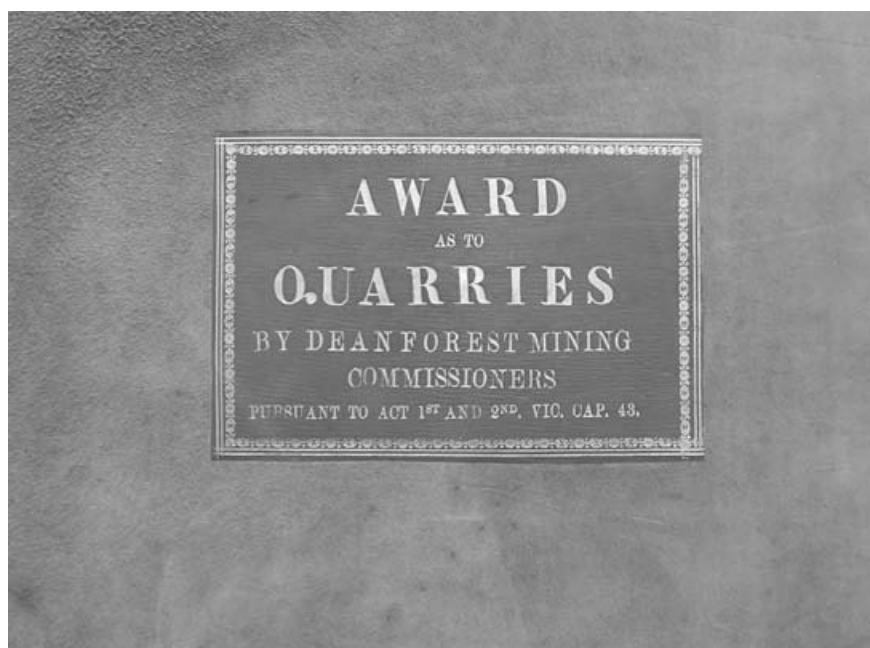 AWARD
AS TO
QUARRIES
BY DEAN FOREST MINING
COMMISSIONERS
PURSUANT TO ACT 1ST AND 2ND. VIC. CAP. 43.